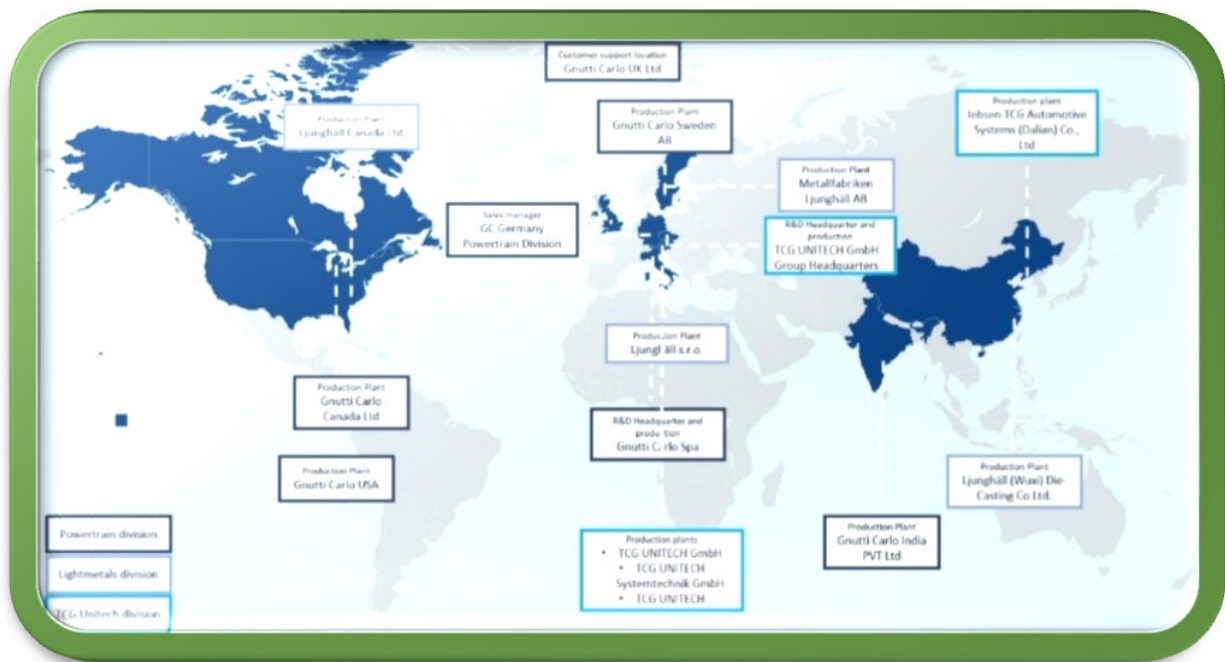 Customer support location
Gnutti Carlo UK Ltd
Production Plant
Ljunghäll Canada Ltd
Production Plant
Gnutti Carlo Sweden
AB
Production plant
Jebsen TCG Automotive
Systems (Dalian) Co.,
Ltd
Production Plant
Metallfabriken
Ljunghäll AB
Sales manager
GC Germany
Powertrain Division
R&D Headquarter and
production
TCG UNITECH GmbH
Group Headquarters
Production Plant
s.r.o.
Production Plant
Gnutti Carlo
Canada Ltd
R&D Headquarter and
production
Gnutti Carlo Spa
Production Plant
Gnutti Carlo USA
Production Plant
Ljunghäll (Wuxi) Die-
Casting Co.Ltd.
Production Plant
Gnutti Carlo India
PVT Ltd
Production plants
• TCG UNITECH GmbH
• TCG UNITECH
Systemtechnik GmbH
• TCG UNITECH
Powertrain division
Lightmetals division
TCG Unitech division